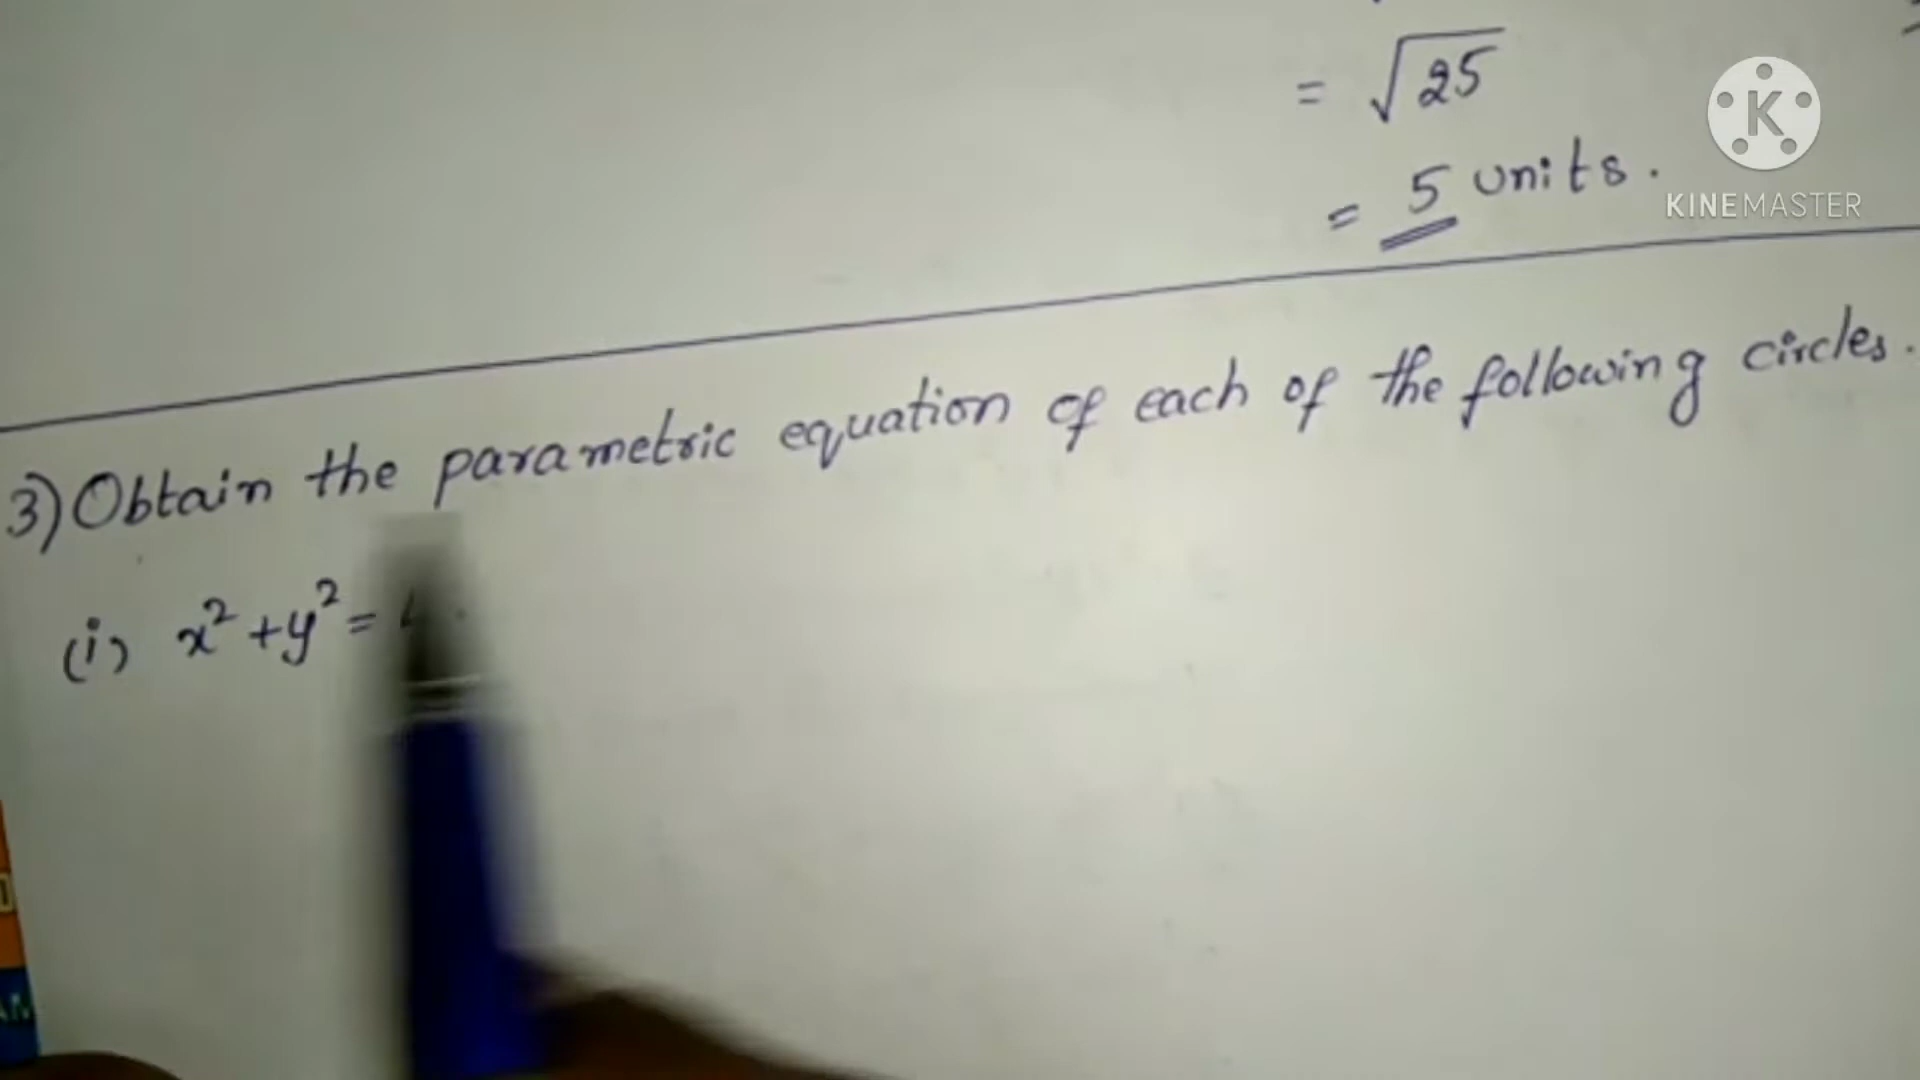 = √25
= 5 units.
KINEMASTER
3) Obtain the parametric equation of each of the following circles.
(i) x² + y² =